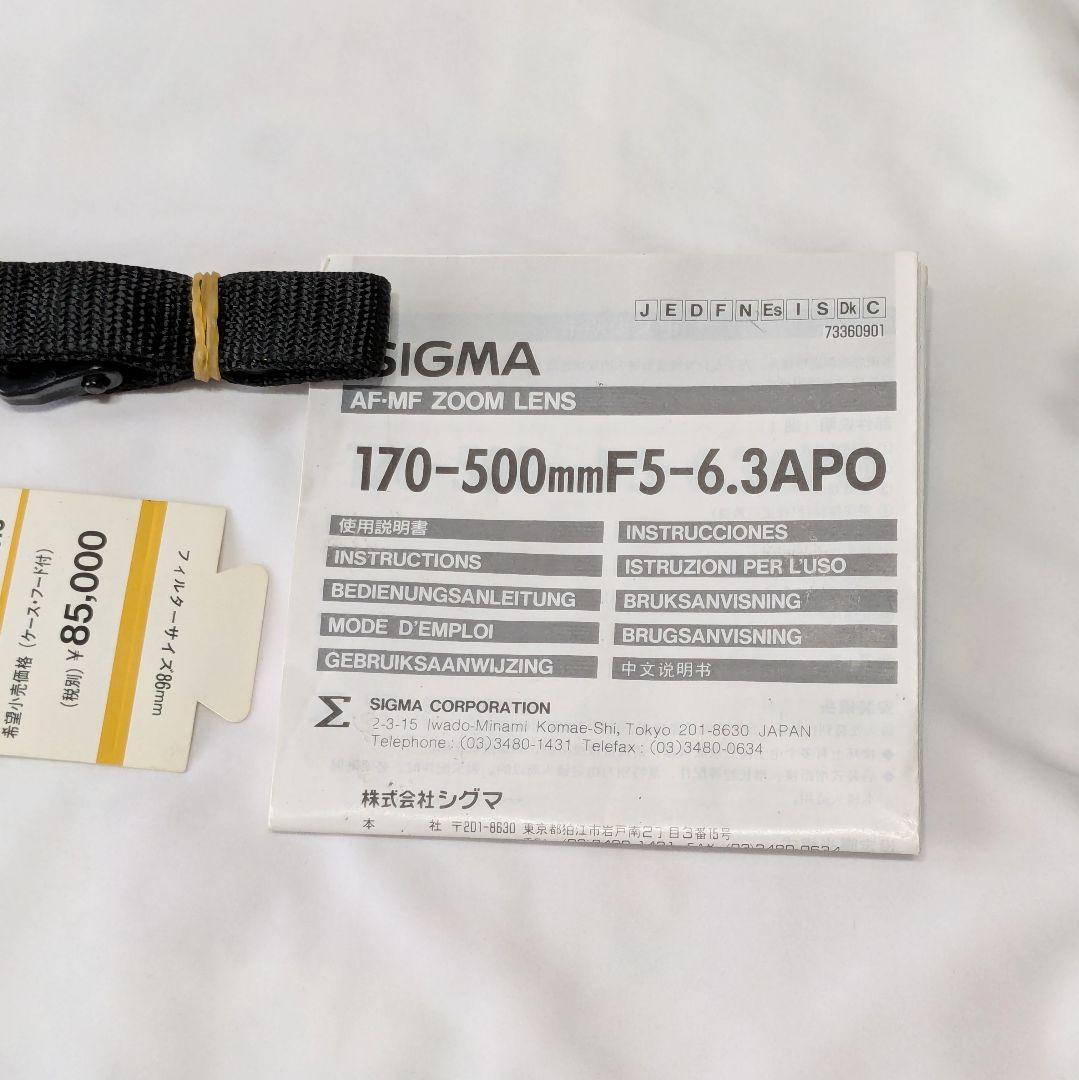 J E D F N Es I S Dk C
73360901
SIGMA
AF-MF ZOOM LENS
170-500mmF5-6.3APO
使用説明書
INSTRUCTIONS
BEDIENUNGSANLEITUNG
MODE D'EMPLOI
GEBRUIKSAANWIJZING
INSTRUCCIONES
ISTRUZIONI PER L'USO
BRUKSANVISNING
BRUGSANVISNING
中文说明书
Σ SIGMA CORPORATION
2-3-15 Iwado-Minami Komae-Shi, Tokyo 201-8630 JAPAN
Telephone : (03)3480-1431 Telefax : (03)3480-0634
株式会社シグマ
本 社 〒201-8630 東京都狛江市岩戸南2丁目3番15号
フィルターサイズ86mm
希望小売価格 (ケース・フード付)
(税別) ¥85,000